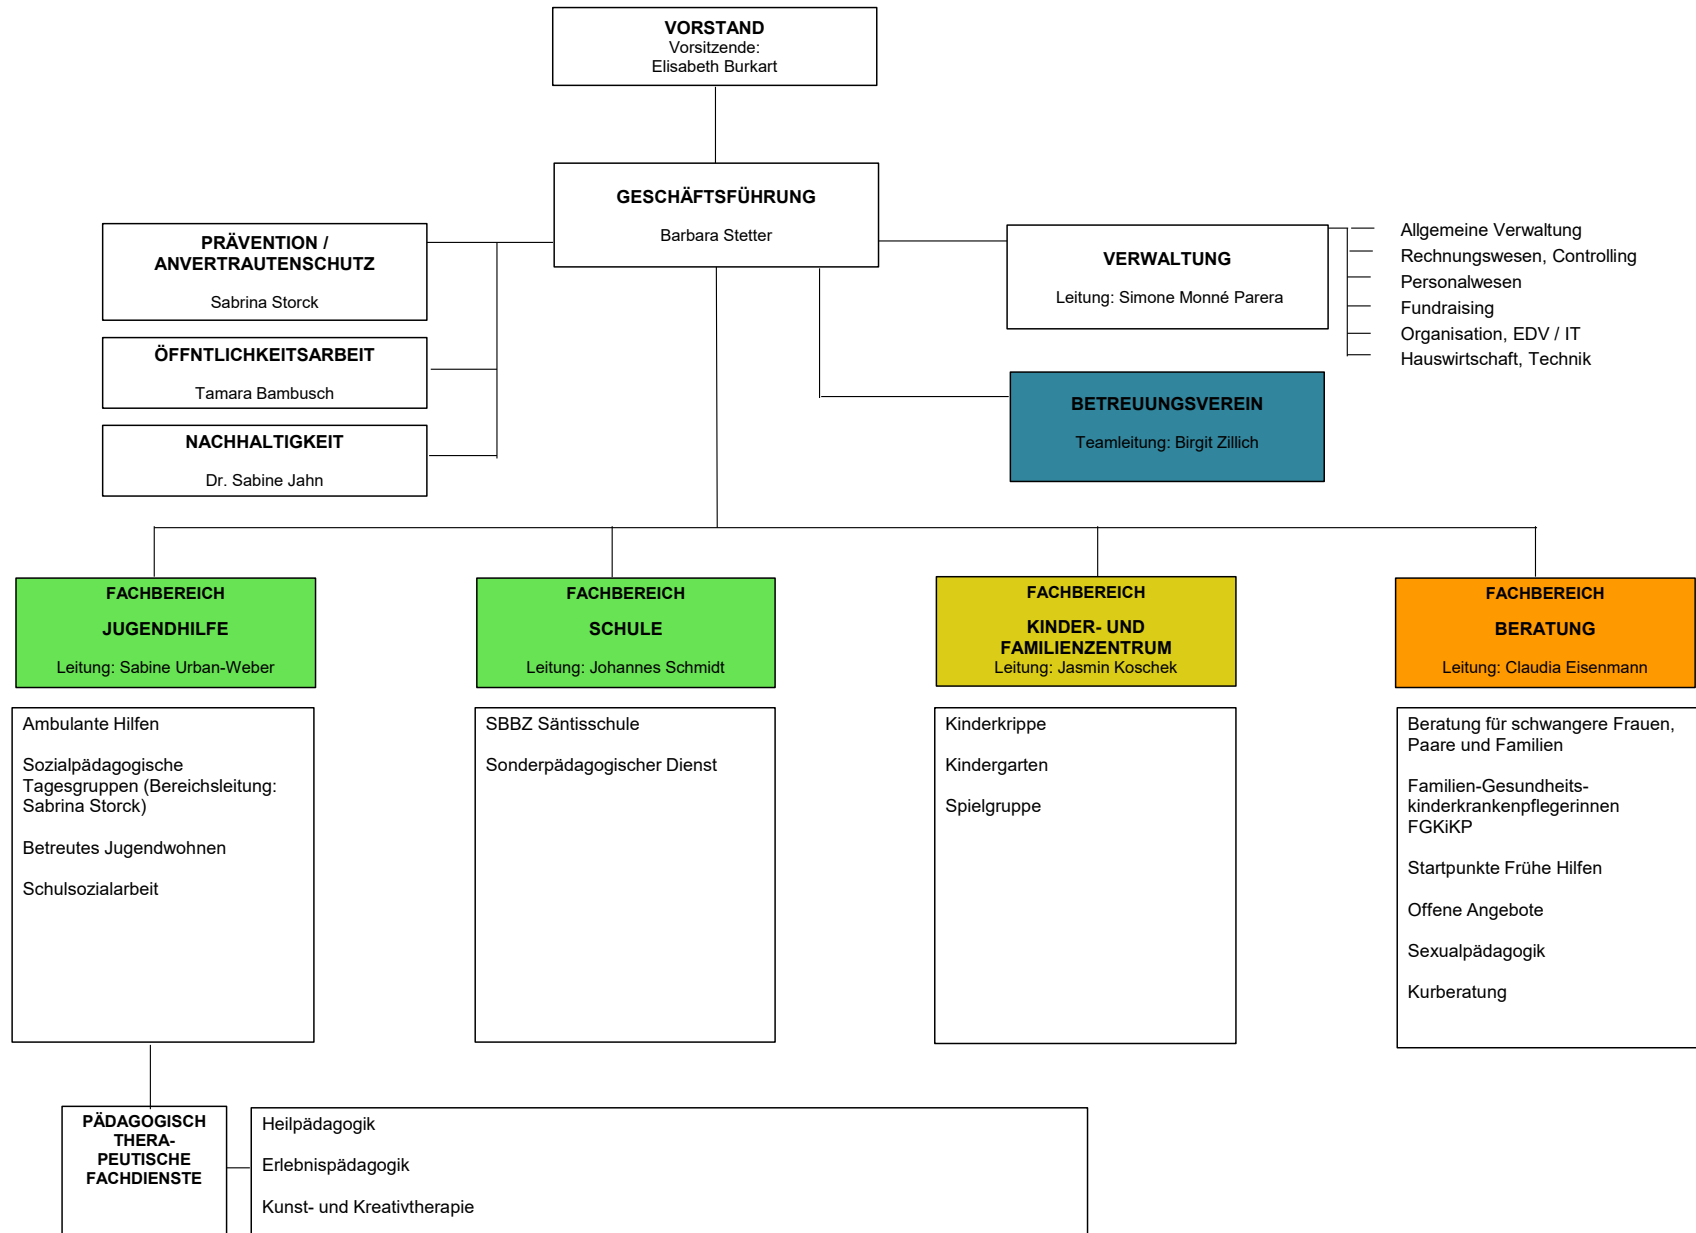 VORSTAND
Vorsitzende:
Elisabeth Burkart
GESCHÄFTSFÜHRUNG
Barbara Stetter
PRÄVENTION /
ANVERTRAUTENSCHUTZ
Sabrina Storck
ÖFFNTLICHKEITSARBEIT
Tamara Bambusch
NACHHALTIGKEIT
Dr. Sabine Jahn
VERWALTUNG
Leitung: Simone Monné Parera
Allgemeine Verwaltung
Rechnungswesen, Controlling
Personalwesen
Fundraising
Organisation, EDV / IT
Hauswirtschaft, Technik
BETREUUNGSVEREIN
Teamleitung: Birgit Zillich
FACHBEREICH
JUGENDHILFE
Leitung: Sabine Urban-Weber
Ambulante Hilfen
Sozialpädagogische
Tagesgruppen (Bereichsleitung:
Sabrina Storck)
Betreutes Jugendwohnen
Schulsozialarbeit
FACHBEREICH
SCHULE
Leitung: Johannes Schmidt
SBBZ Säntisschule
Sonderpädagogischer Dienst
FACHBEREICH
KINDER- UND
FAMILIENZENTRUM
Leitung: Jasmin Koschek
Kinderkrippe
Kindergarten
Spielgruppe
FACHBEREICH
BERATUNG
Leitung: Claudia Eisenmann
Beratung für schwangere Frauen,
Paare und Familien
Familien-Gesundheits-
kinderkrankenpflegerinnen
FGKiKP
Startpunkte Frühe Hilfen
Offene Angebote
Sexualpädagogik
Kurberatung
PÄDAGOGISCH
THERA-
PEUTISCHE
FACHDIENSTE
Heilpädagogik
Erlebnispädagogik
Kunst- und Kreativtherapie